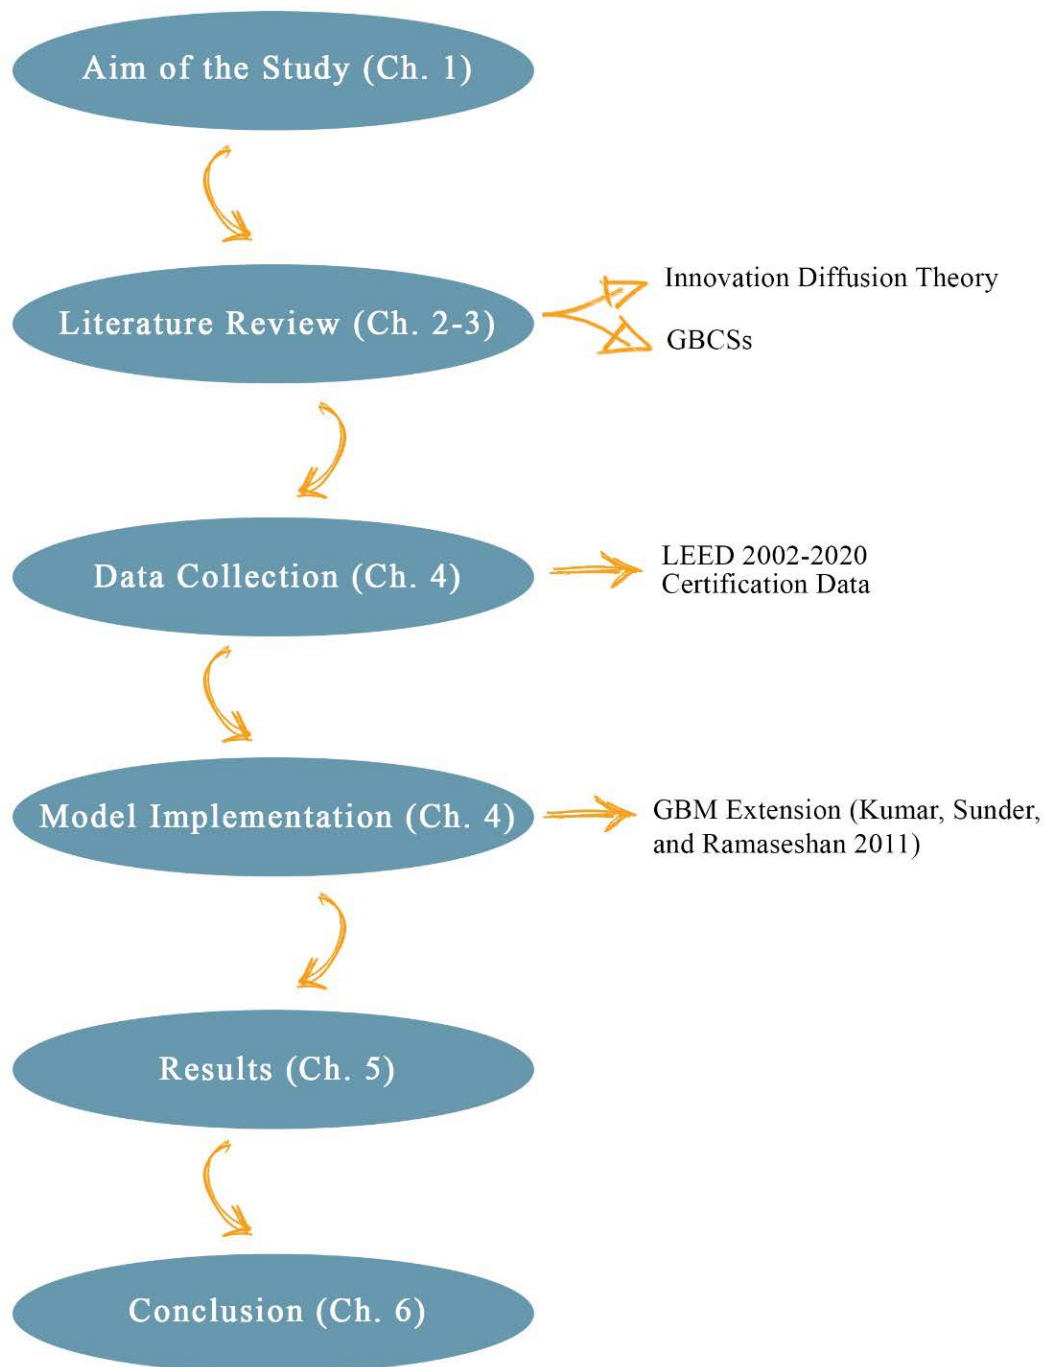 Aim of the Study (Ch. 1)
Literature Review (Ch. 2-3)
Innovation Diffusion Theory
GBCSs
Data Collection (Ch. 4)
LEED 2002-2020
Certification Data
Model Implementation (Ch. 4)
GBM Extension (Kumar, Sunder,
and Ramaseshan 2011)
Results (Ch. 5)
Conclusion (Ch. 6)